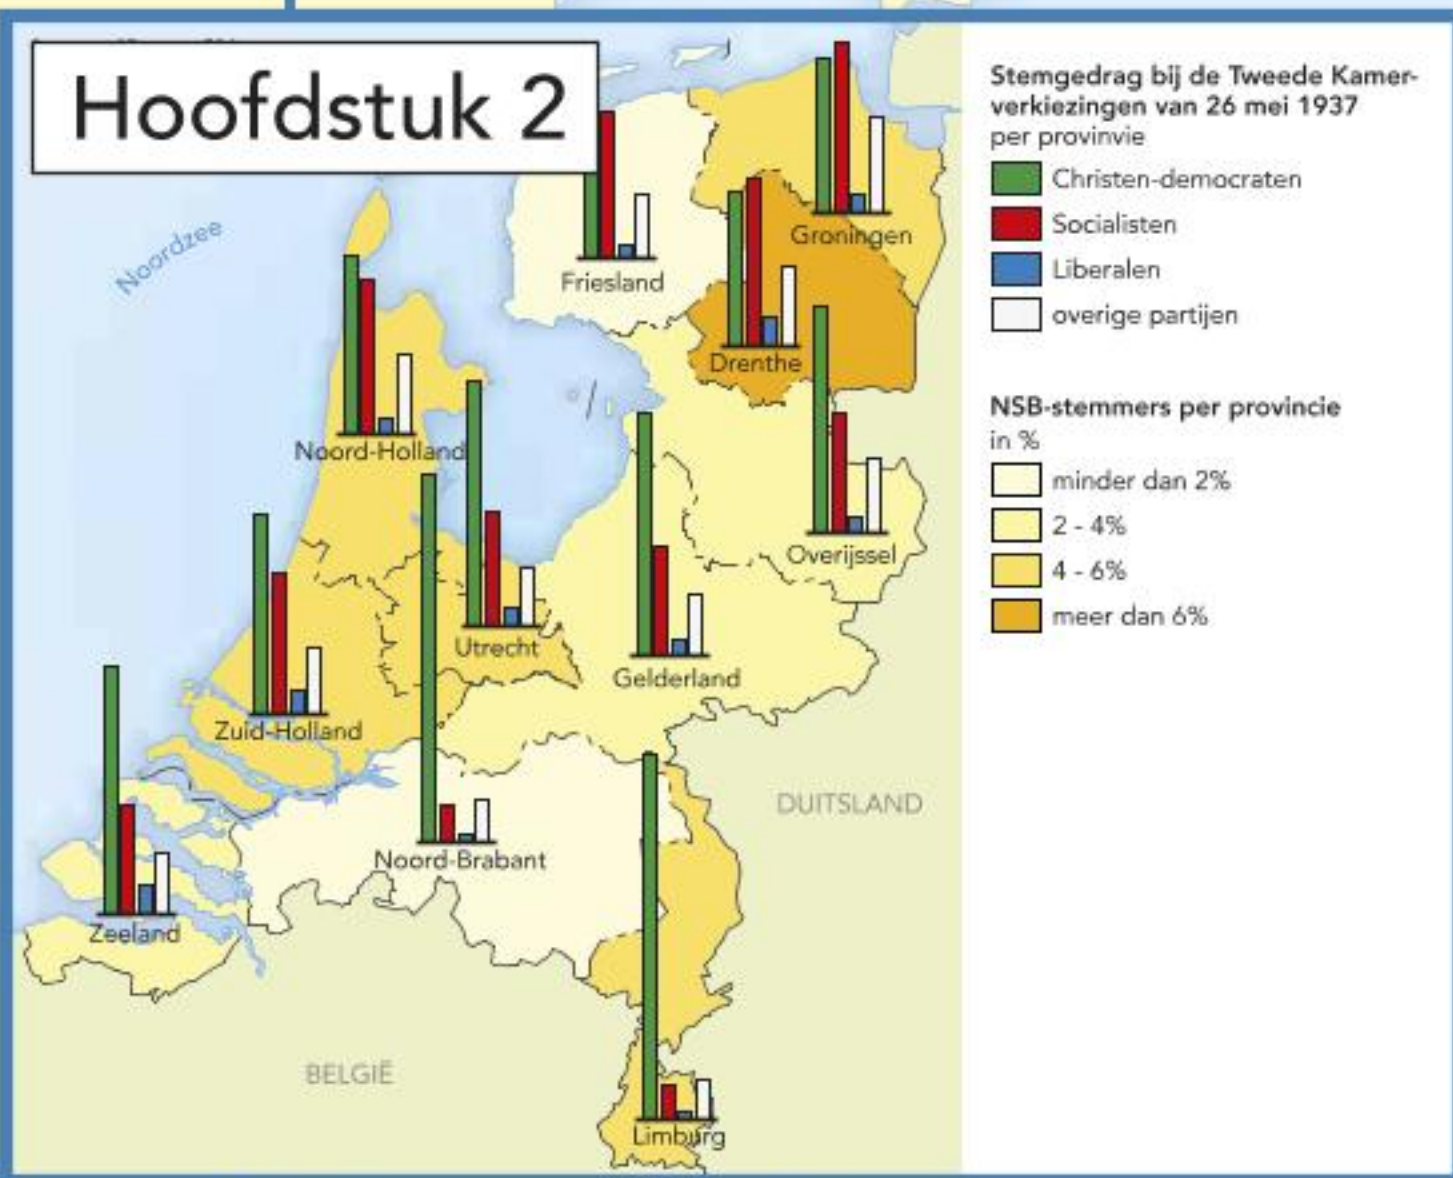 Hoofdstuk 2
Stemgedrag bij de Tweede Kamer-
verkiezingen van 26 mei 1937
per provinvie
Christen-democraten
Socialisten
Liberalen
overige partijen
NSB-stemmers per provincie
in %
minder dan 2%
2 - 4%
4 - 6%
meer dan 6%
Noordzee
Groningen
Friesland
Drenthe
Noord-Holland
Overijssel
Utrecht
Gelderland
Zuid-Holland
DUITSLAND
Noord-Brabant
Zeeland
BELGIË
Limburg